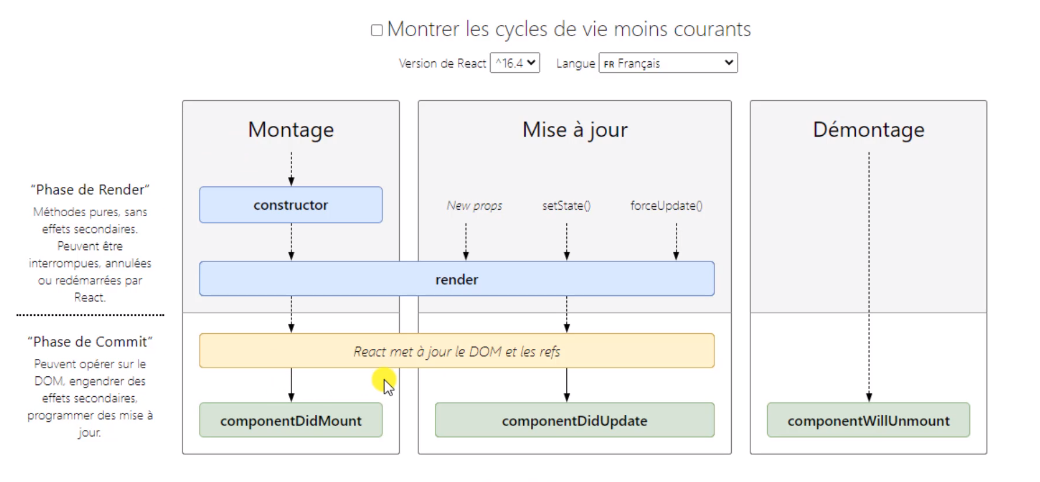 Montrer les cycles de vie moins courants
Version de React ^16.4 Langue FR Français
Montage
Mise à jour
Démontage
“Phase de Render”
Méthodes pures, sans
effets secondaires.
Peuvent être
interrompues, annulées
ou redémarrées par
React.
constructor
New props
setState()
forceUpdate()
render
“Phase de Commit”
Peuvent opérer sur le
DOM, engendrer des
effets secondaires,
programmer des mise à
jour.
React met à jour le DOM et les refs
componentDidMount
componentDidUpdate
componentWillUnmount